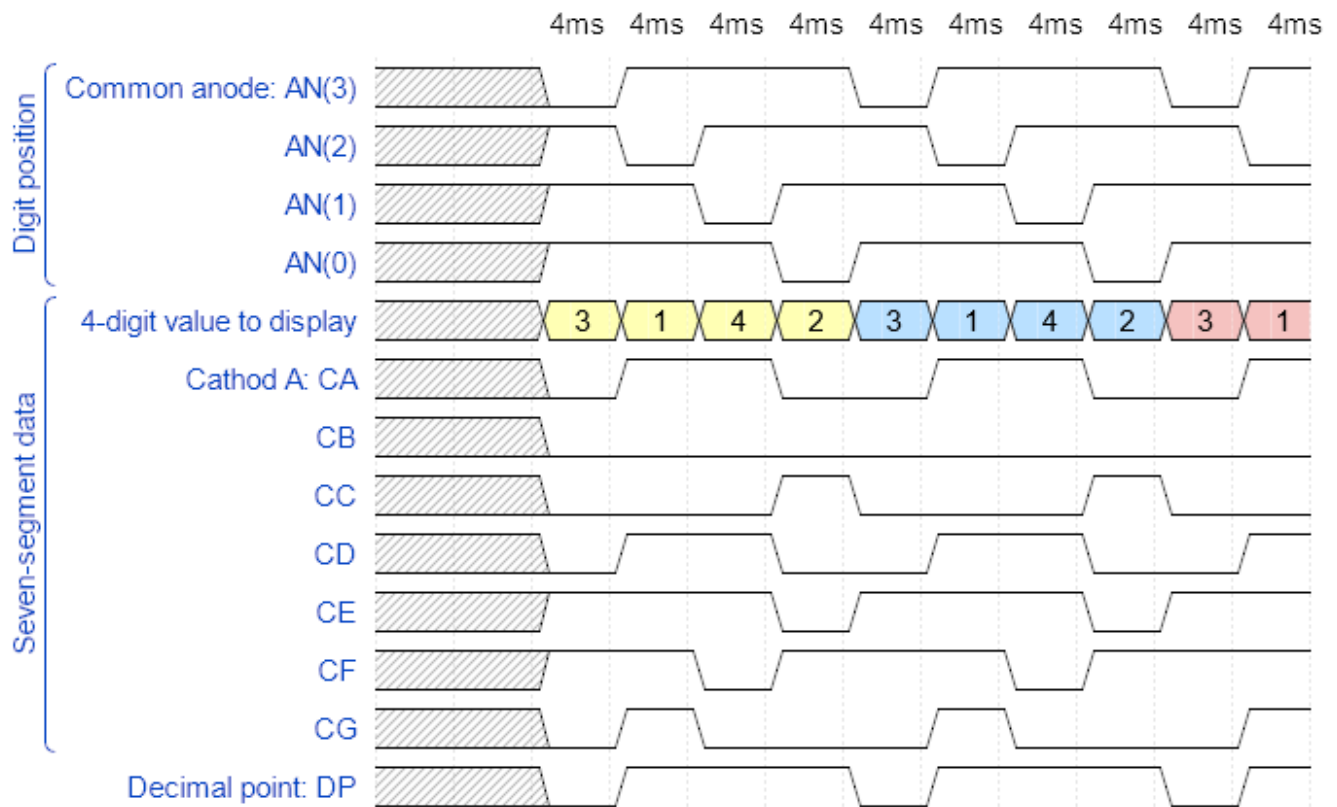 4ms 4ms 4ms 4ms 4ms 4ms 4ms 4ms 4ms 4ms
Digit position
Common anode: AN(3)
AN(2)
AN(1)
AN(0)
Seven-segment data
4-digit value to display 3 1 4 2 3 1 4 2 3 1
Cathod A: CA
CB
CC
CD
CE
CF
CG
Decimal point: DP